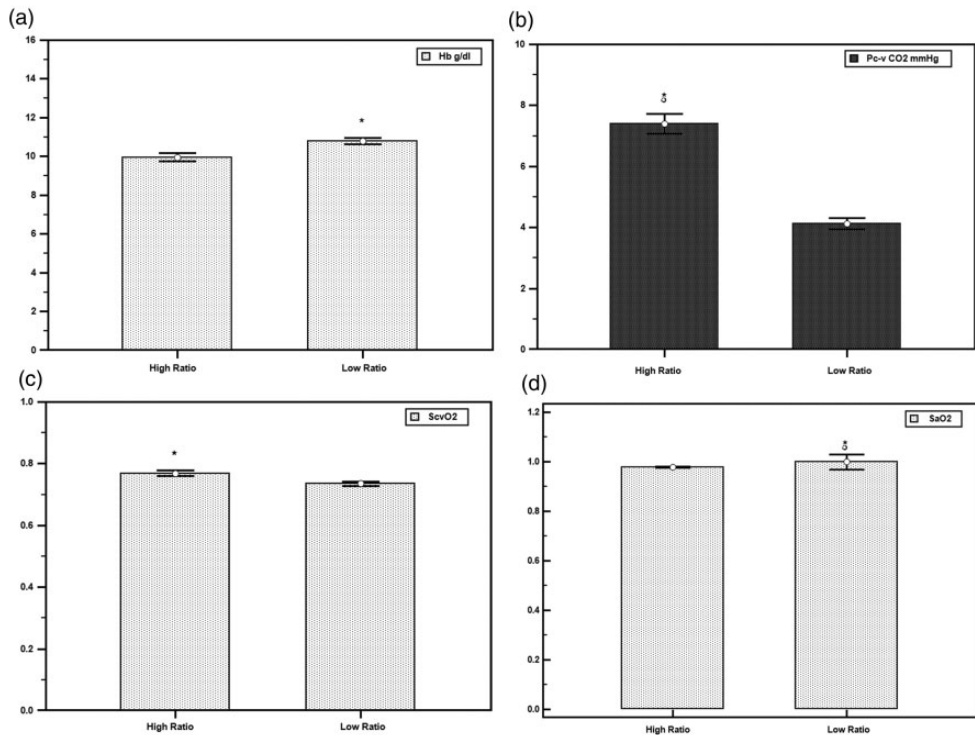 (a)
Hb g/dl
16
14
12
10
8
6
4
2
0
*
High Ratio
Low Ratio
(b)
Pc-v CO2 mmHg
10
8
6
4
2
0
*
δ
High Ratio
Low Ratio
(c)
ScvO2
1.0
0.8
0.6
0.4
0.2
0.0
*
High Ratio
Low Ratio
(d)
SaO2
1.2
1.0
0.8
0.6
0.4
0.2
0.0
*
δ
High Ratio
Low Ratio